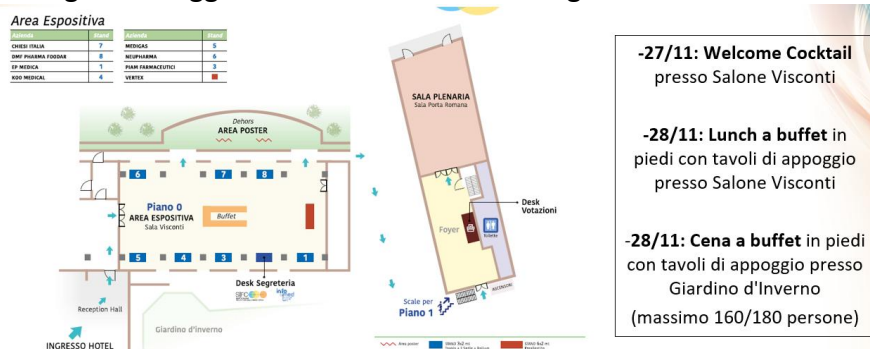 Area Espositiva
Azienda Stand
CHIESI ITALIA 7
DMF PHARMA FOODAR 8
EP MEDICA 1
KOO MEDICAL 4
Azienda Stand
MEDIGAS 5
NEUPHARMA 6
PIAM FARMACEUTICI 3
VERTEX
Dehors
AREA POSTER
6
7
8
Piano 0
AREA ESPOSITIVA
Sala Visconti
Buffet
5
4
3
1
Desk Segreteria
Reception Hall
INGRESSO HOTEL
Giardino d'Inverno
SALA PLENARIA
Sala Porta Romana
Foyer
Desk
Votazioni
Toilette
ASCENSORI
Scale per
Piano 1
Area poster
-27/11: Welcome Cocktail
presso Salone Visconti
-28/11: Lunch a buffet in
piedi con tavoli di appoggio
presso Salone Visconti
-28/11: Cena a buffet in piedi
con tavoli di appoggio presso
Giardino d'Inverno
(massimo 160/180 persone)